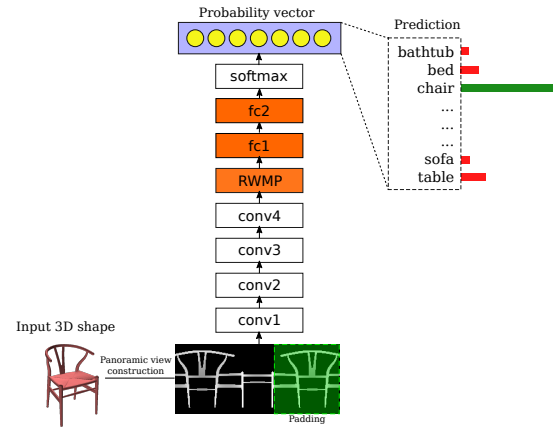 Probability vector
Prediction
bathtub
bed
chair
...
...
...
sofa
table
softmax
fc2
fc1
RWMP
conv4
conv3
conv2
conv1
Input 3D shape
Panoramic view
construction
Padding